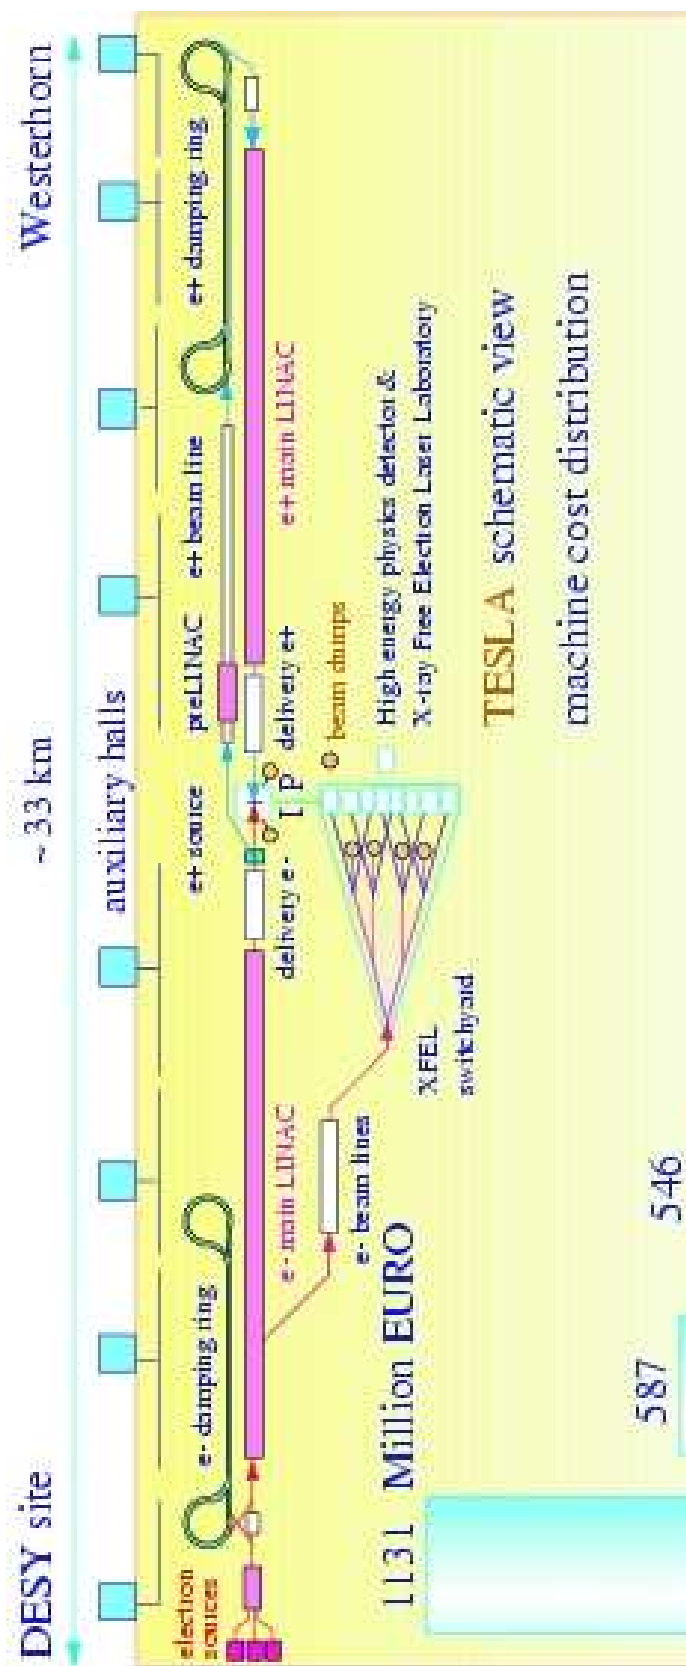 DESY site
~ 33 km
Westerhorn
auxiliary halls
electron
sources
e- damping ring
e+ source
preLINAC
e+ beam line
e+ damping ring
e- main LINAC
delivery e-
I P
delivery e+
e+ main LINAC
beam dumps
e- beam lines
XFEL
switchyard
High energy physics detector &
X-ray Free Electron Laser Laboratory
1131 Million EURO
TESLA schematic view
machine cost distribution
587
546